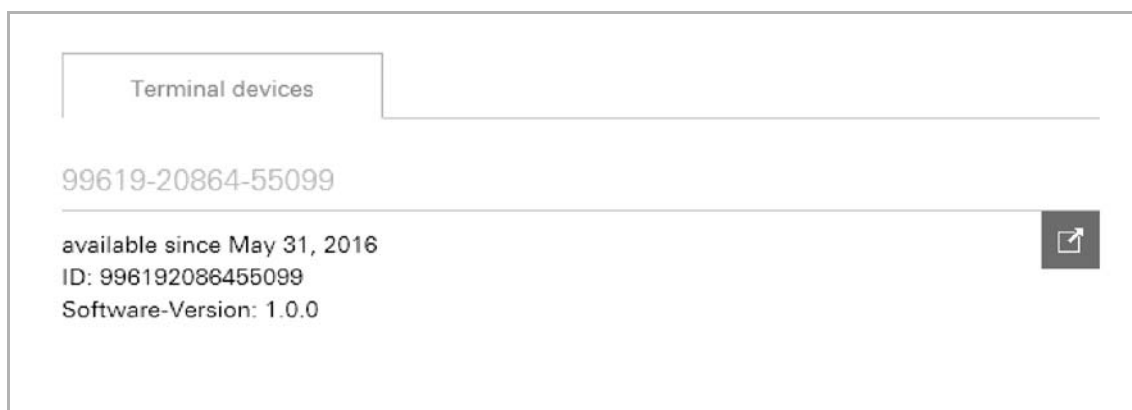 Terminal devices
99619-20864-55099
available since May 31, 2016
ID: 996192086455099
Software-Version: 1.0.0